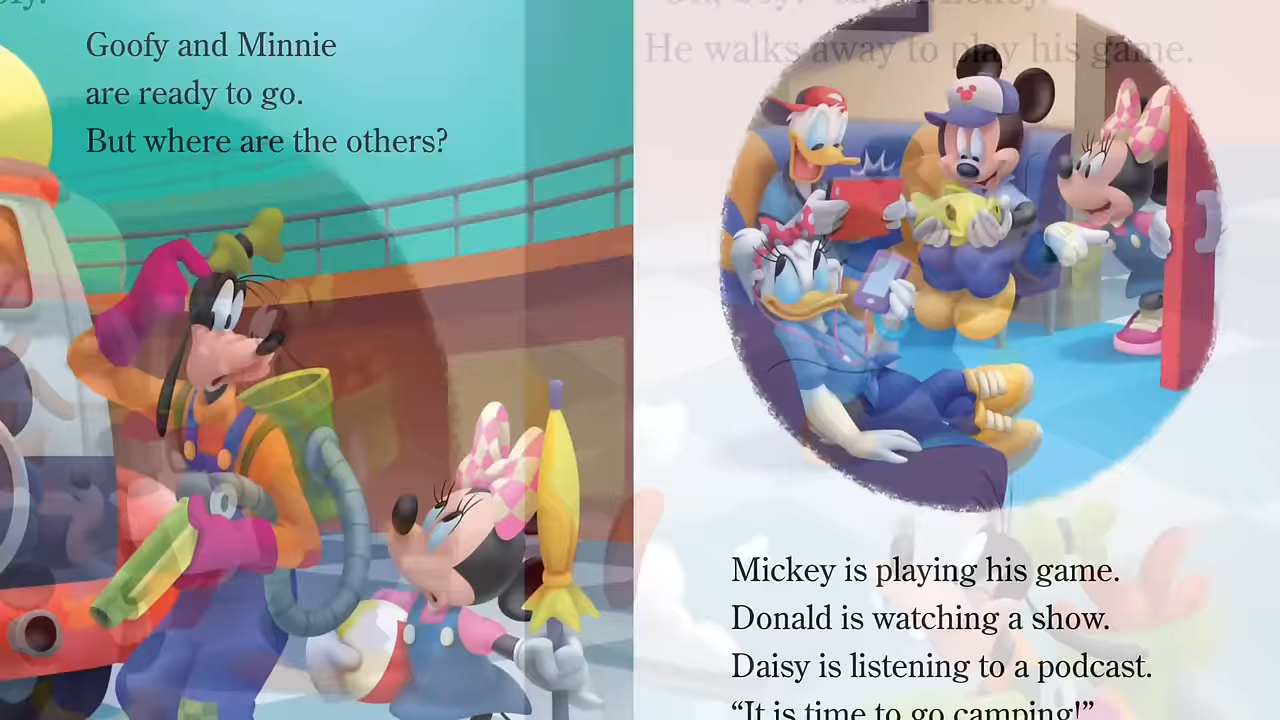 Goofy and Minnie
are ready to go.
But where are the others?
He walks away to play his game.
Mickey is playing his game.
Donald is watching a show.
Daisy is listening to a podcast.
“It is time to go camping!”